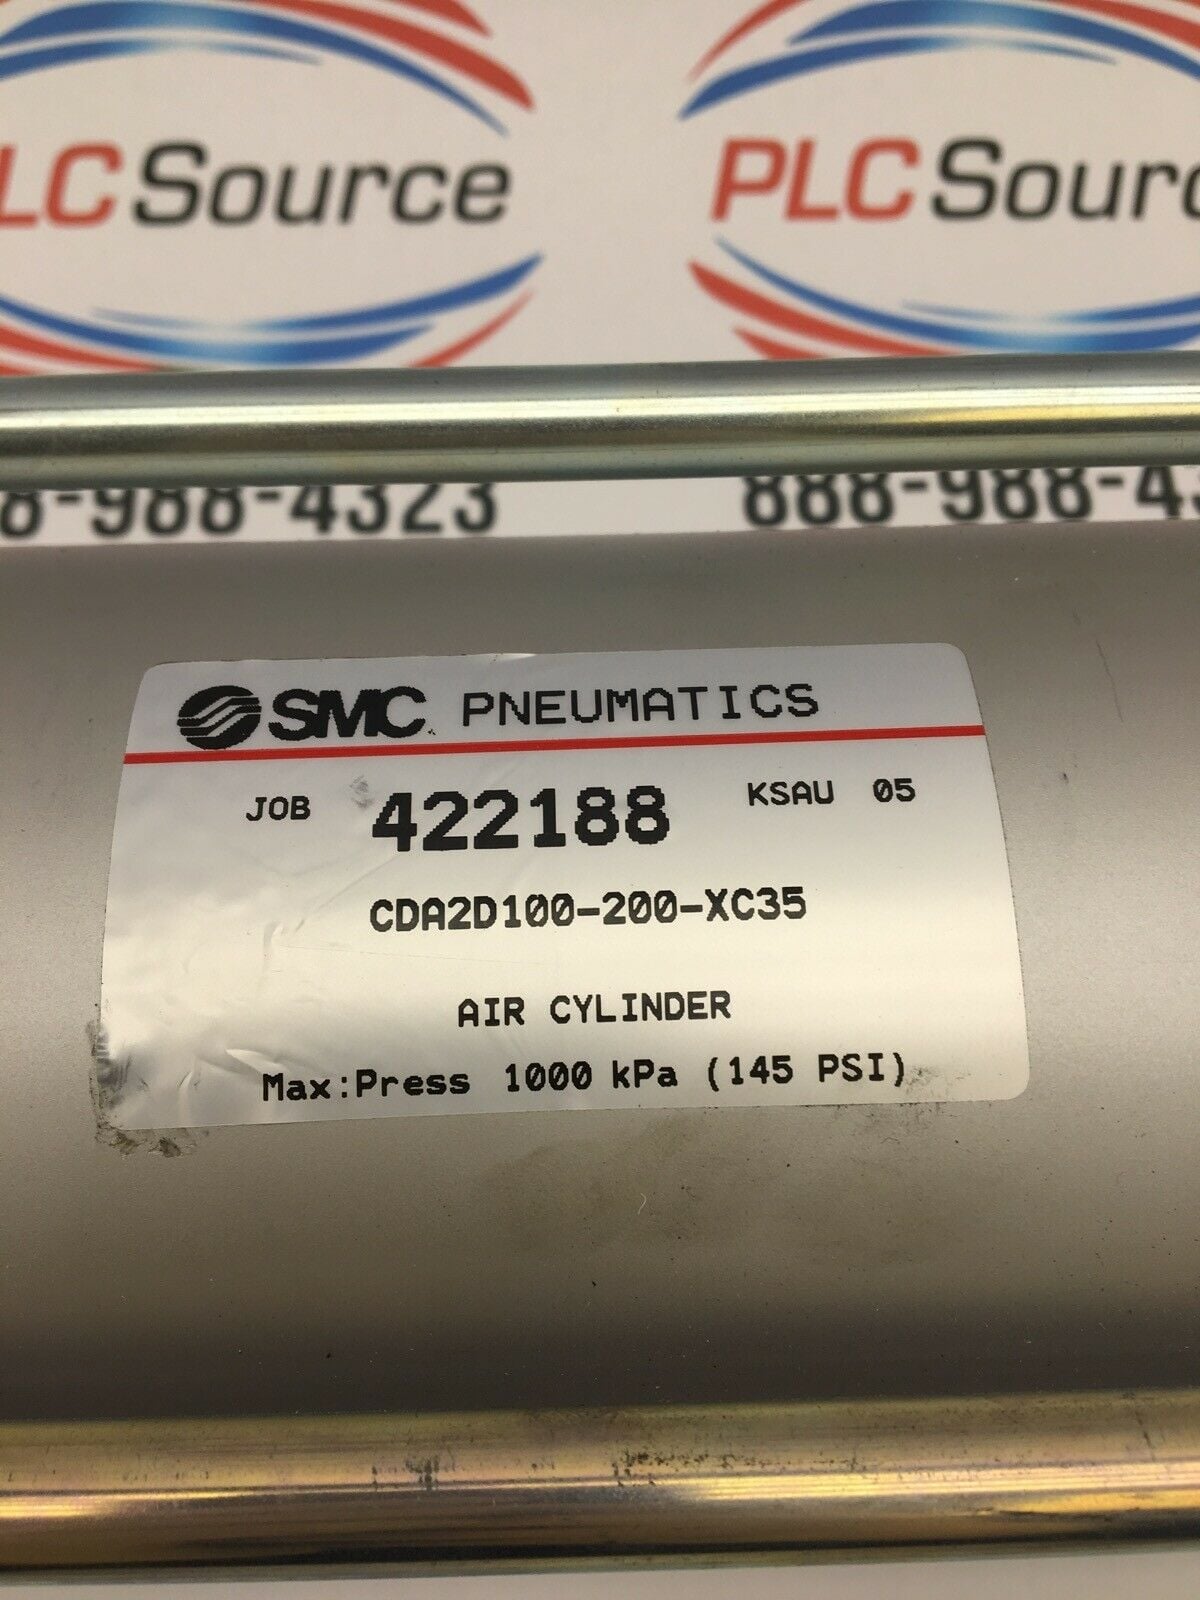 LC Source
PLC Sourc
8-988-4323
888-988-43
SMC PNEUMATICS
JOB 422188 KSAU 05
CDA2D100-200-XC35
AIR CYLINDER
Max:Press 1000 kPa (145 PSI)